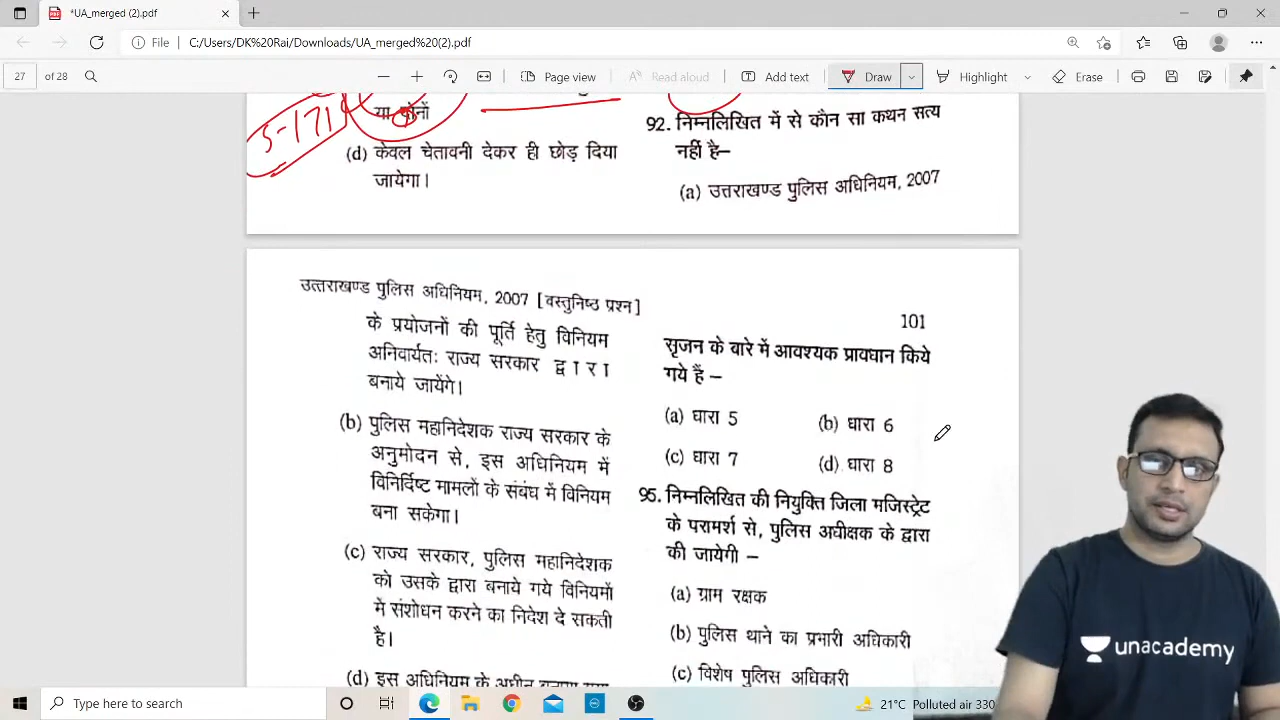 *UA_merged (2).pdf
File
C:/Users/DK%20Rai/Downloads/UA_merged%20(2).pdf
27 of 28
Page view
Read aloud
Add text
Draw
Highlight
Erase
S-171
या दोनों
(d) केवल चेतावनी देकर ही छोड़ दिया
जायेगा।
92. निम्नलिखित में से कौन सा कथन सत्य
नहीं है–
(a) उत्तराखण्ड पुलिस अधिनियम, 2007
उत्तराखण्ड पुलिस अधिनियम, 2007 [वस्तुनिष्ठ प्रश्न]
101
के प्रयोजनों की पूर्ति हेतु विनियम
अनिवार्यतः राज्य सरकार द्वारा
बनाये जायेंगे।
(b) पुलिस महानिदेशक राज्य सरकार के
अनुमोदन से, इस अधिनियम में
विनिर्दिष्ट मामलों के संबंध में विनियम
बना सकेगा।
(c) राज्य सरकार, पुलिस महानिदेशक
को उसके द्वारा बनाये गये विनियमों
में संशोधन करने का निदेश दे सकती
है।
(d) इस अधिनियम के अधीन बनाया गया
सृजन के बारे में आवश्यक प्रावधान किये
गये हैं –
(a) धारा 5 (b) धारा 6
(c) धारा 7 (d) धारा 8
95. निम्नलिखित की नियुक्ति जिला मजिस्ट्रेट
के परामर्श से, पुलिस अधीक्षक के द्वारा
की जायेगी –
(a) ग्राम रक्षक
(b) पुलिस थाने का प्रभारी अधिकारी
(c) विशेष पुलिस अधिकारी
unacademy
Type here to search
21°C Polluted air 330